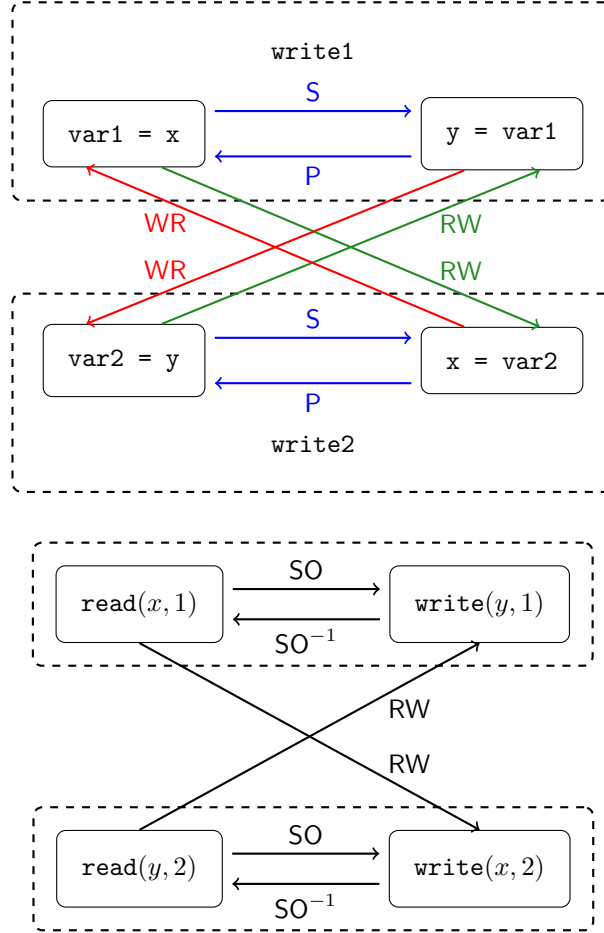 write1
S
var1 = x
y = var1
P
WR
RW
WR
RW
S
var2 = y
x = var2
P
write2
SO
read(x, 1)
write(y, 1)
SO⁻¹
RW
RW
SO
read(y, 2)
write(x, 2)
SO⁻¹